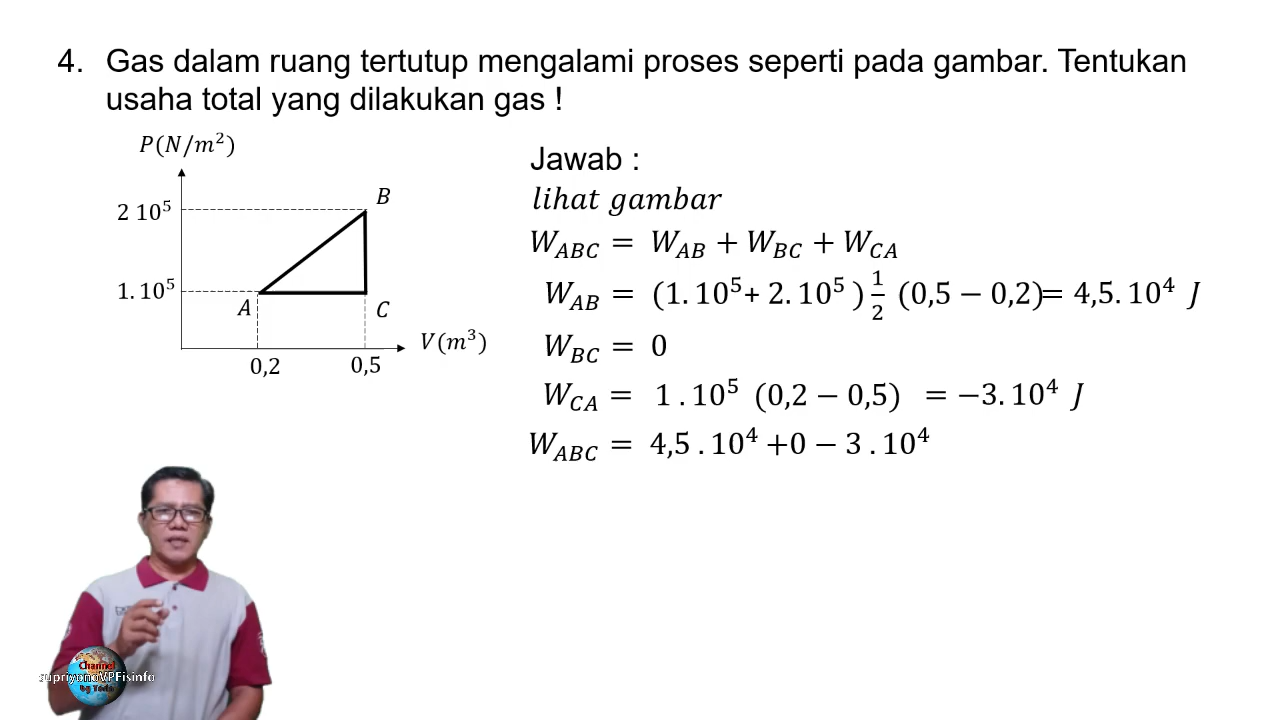 4. Gas dalam ruang tertutup mengalami proses seperti pada gambar. Tentukan
usaha total yang dilakukan gas !
P(N/m²)
2 10⁵
B
1. 10⁵
A
C
V(m³)
0,2
0,5
Jawab :
lihat gambar
W_ABC = W_AB + W_BC + W_CA
W_AB = (1. 10⁵+ 2. 10⁵ ) 1/2 (0,5 − 0,2)= 4,5. 10⁴ J
W_BC = 0
W_CA = 1 . 10⁵ (0,2 − 0,5) = −3. 10⁴ J
W_ABC = 4,5 . 10⁴ +0 − 3 . 10⁴
Channel
supriyonoVPFisinfo